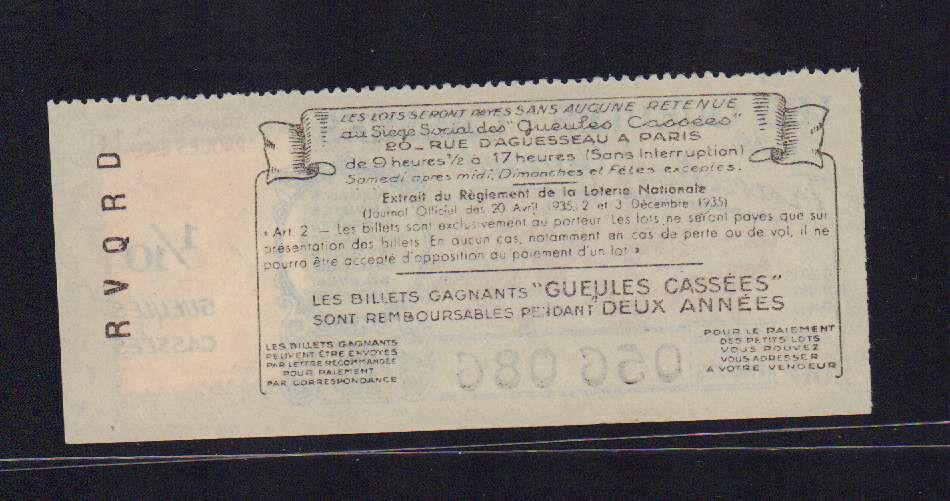 RVQRD
LES LOTS SERONT PAYES SANS AUCUNE RETENUE
au Siège Social des "Gueules Cassées"
20 - RUE D'AGUESSEAU A PARIS
de 9 heures 1/2 à 17 heures (Sans Interruption)
Samedi après midi, Dimanches et Fêtes exceptés.
Extrait du Règlement de la Loterie Nationale
(Journal Officiel des 20 Avril 1935, 2 et 3 Décembre 1935)
« Art. 2 — Les billets sont exclusivement au porteur. Les lots ne seront payés que sur
présentation des billets. En aucun cas, notamment en cas de perte ou de vol, il ne
pourra être accepté d'opposition au paiement d'un lot »
LES BILLETS GAGNANTS "GUEULES CASSÉES"
SONT REMBOURSABLES PENDANT DEUX ANNÉES
LES BILLETS GAGNANTS
PEUVENT ÊTRE ENVOYES
PAR LETTRE RECOMMANDÉE
POUR PAIEMENT
PAR CORRESPONDANCE
POUR LE PAIEMENT
DES PETITS LOTS
VOUS POUVEZ
VOUS ADRESSER
A VOTRE VENDEUR
1/10
GUEULES
CASSÉES